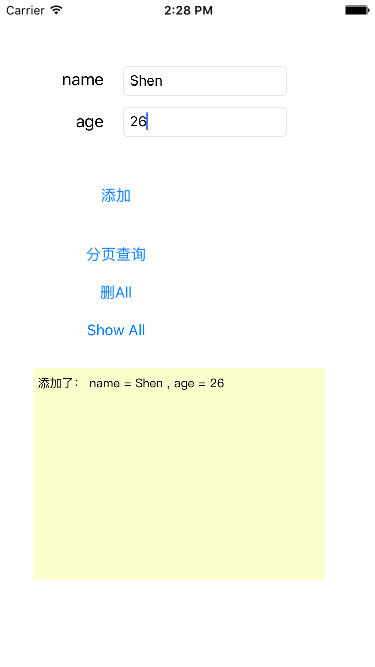 Carrier 2:28 PM
name Shen
age 26
添加
分页查询
删All
Show All
添加了： name = Shen , age = 26